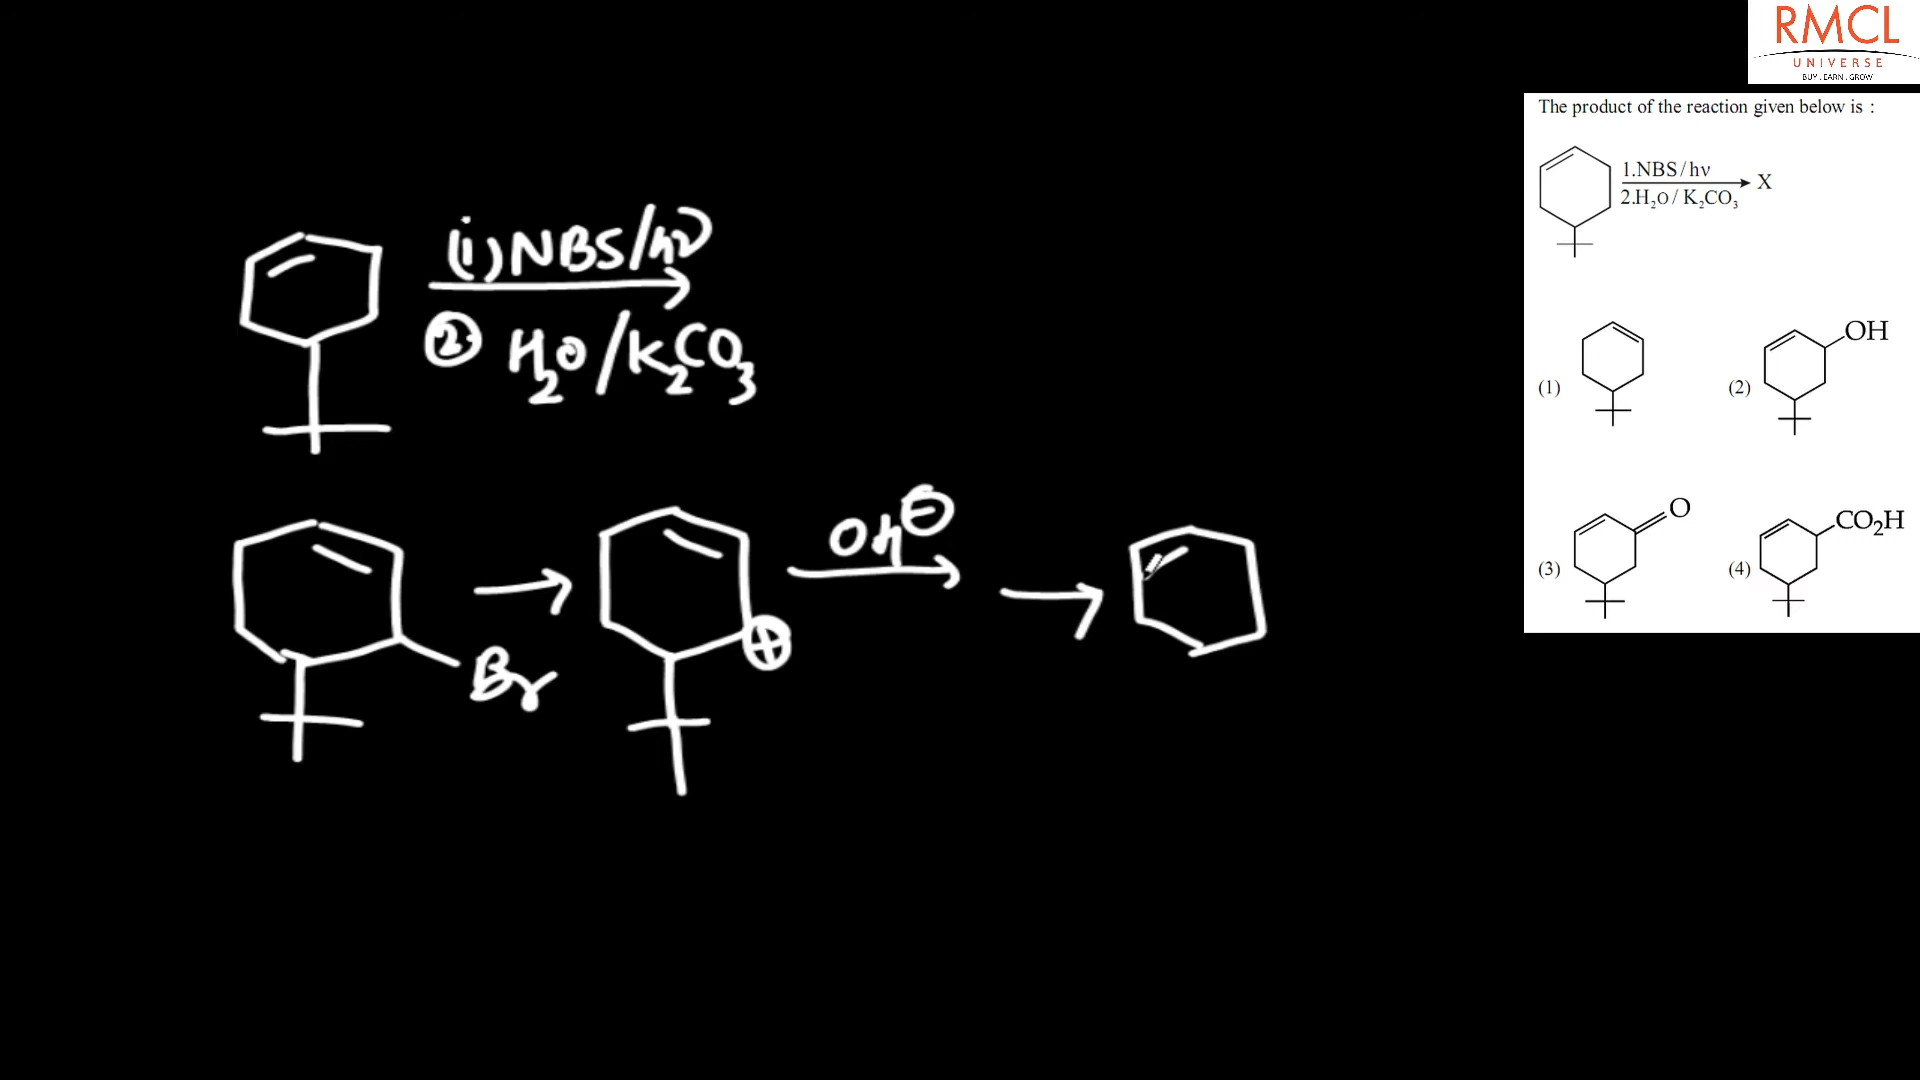 RMCL
UNIVERSE
BUY . EARN . GROW
The product of the reaction given below is :
1.NBS/hν
2.H₂O / K₂CO₃
X
(1)
(2)
OH
(3)
O
(4)
CO₂H
(i) NBS/hν
② H₂O/K₂CO₃
Br
⊕
OH⊖